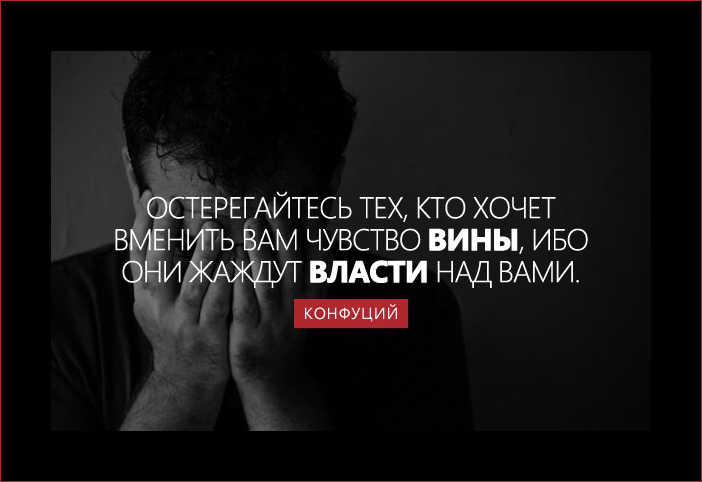 ОСТЕРЕГАЙТЕСЬ ТЕХ, КТО ХОЧЕТ
ВМЕНИТЬ ВАМ ЧУВСТВО ВИНЫ, ИБО
ОНИ ЖАЖДУТ ВЛАСТИ НАД ВАМИ.
КОНФУЦИЙ